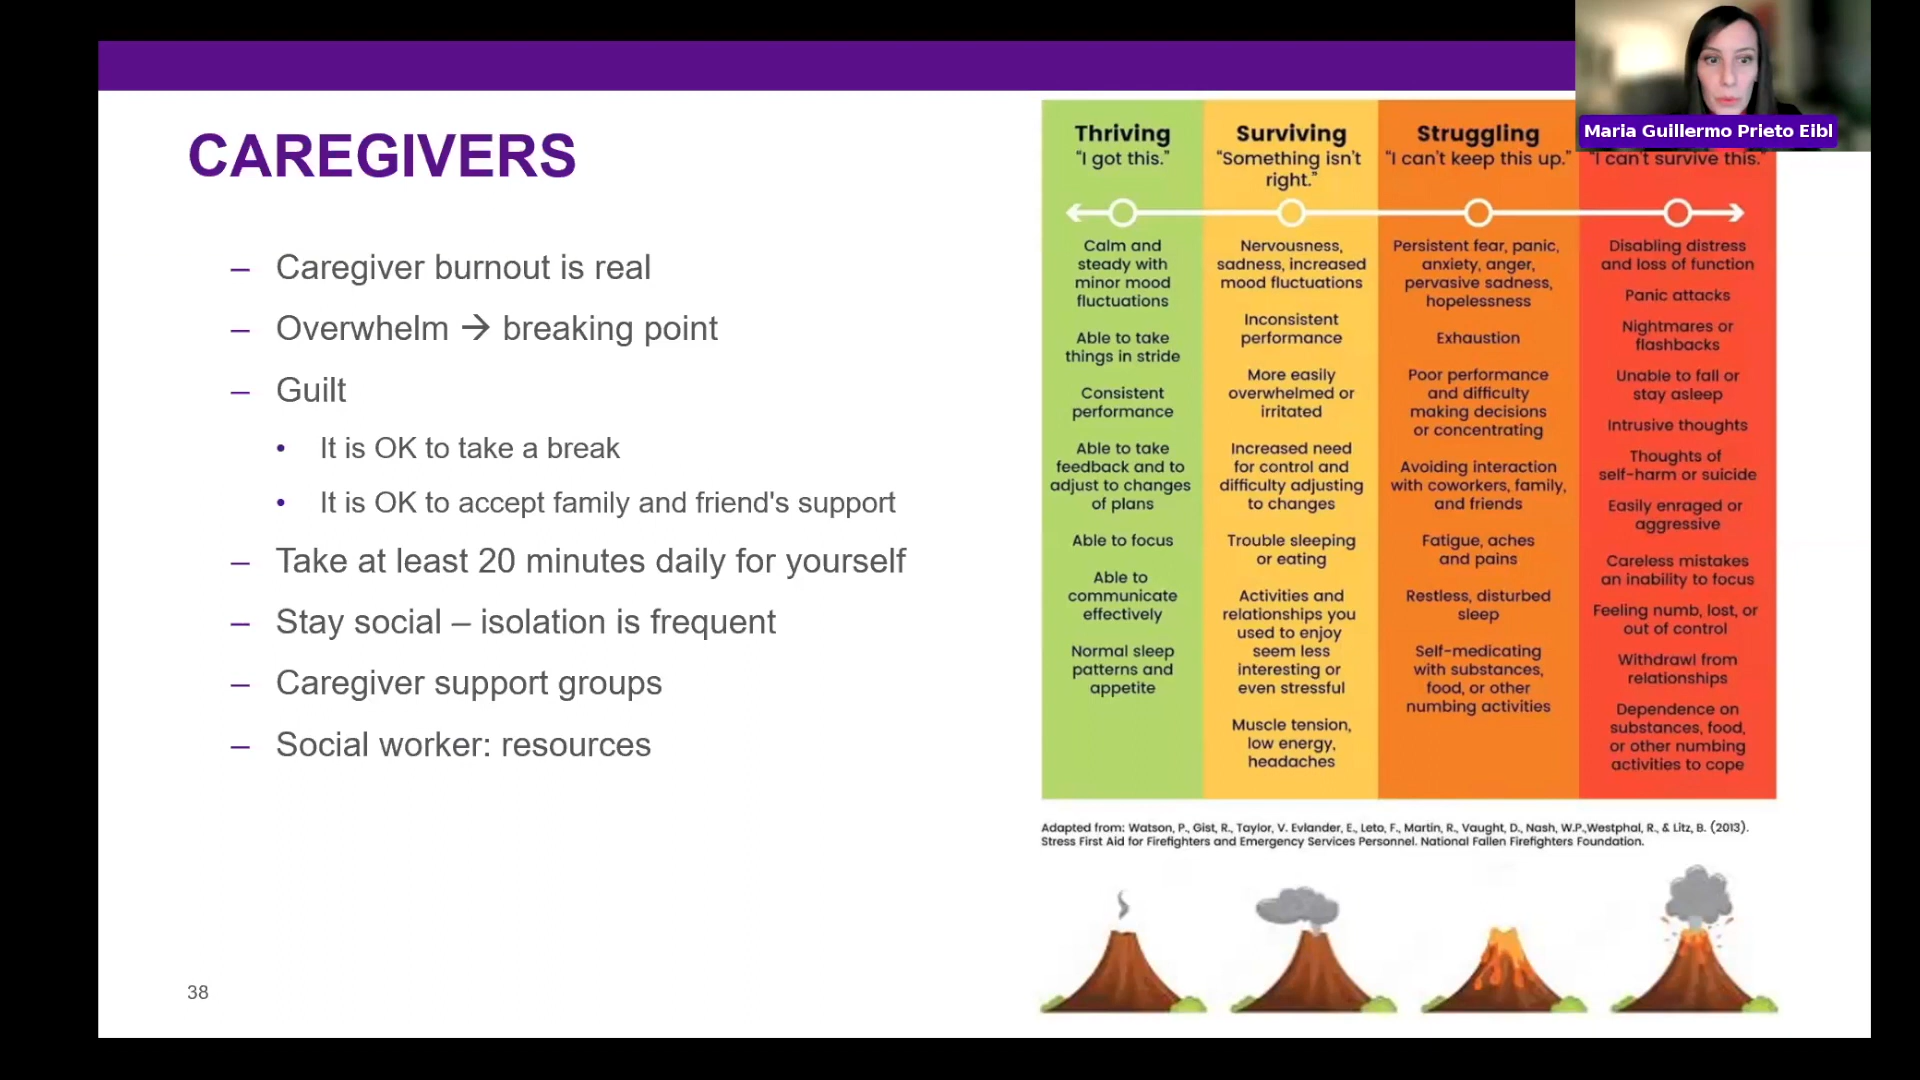 Maria Guillermo Prieto Eibl
CAREGIVERS
– Caregiver burnout is real
– Overwhelm → breaking point
– Guilt
• It is OK to take a break
• It is OK to accept family and friend's support
– Take at least 20 minutes daily for yourself
– Stay social – isolation is frequent
– Caregiver support groups
– Social worker: resources
38
Thriving
“I got this.”
Calm and
steady with
minor mood
fluctuations
Able to take
things in stride
Consistent
performance
Able to take
feedback and to
adjust to changes
of plans
Able to focus
Able to
communicate
effectively
Normal sleep
patterns and
appetite
Surviving
“Something isn’t
right.”
Nervousness,
sadness, increased
mood fluctuations
Inconsistent
performance
More easily
overwhelmed or
irritated
Increased need
for control and
difficulty adjusting
to changes
Trouble sleeping
or eating
Activities and
relationships you
used to enjoy
seem less
interesting or
even stressful
Muscle tension,
low energy,
headaches
Struggling
“I can’t keep this up.”
Persistent fear, panic,
anxiety, anger,
pervasive sadness,
hopelessness
Exhaustion
Poor performance
and difficulty
making decisions
or concentrating
Avoiding interaction
with coworkers, family,
and friends
Fatigue, aches
and pains
Restless, disturbed
sleep
Self-medicating
with substances,
food, or other
numbing activities
“I can’t survive this.”
Disabling distress
and loss of function
Panic attacks
Nightmares or
flashbacks
Unable to fall or
stay asleep
Intrusive thoughts
Thoughts of
self-harm or suicide
Easily enraged or
aggressive
Careless mistakes
an inability to focus
Feeling numb, lost, or
out of control
Withdrawl from
relationships
Dependence on
substances, food,
or other numbing
activities to cope
Adapted from: Watson, P., Gist, R., Taylor, V. Evlander, E., Leto, F., Martin, R., Vaught, D., Nash, W.P.,Westphal, R., & Litz, B. (2013).
Stress First Aid for Firefighters and Emergency Services Personnel. National Fallen Firefighters Foundation.